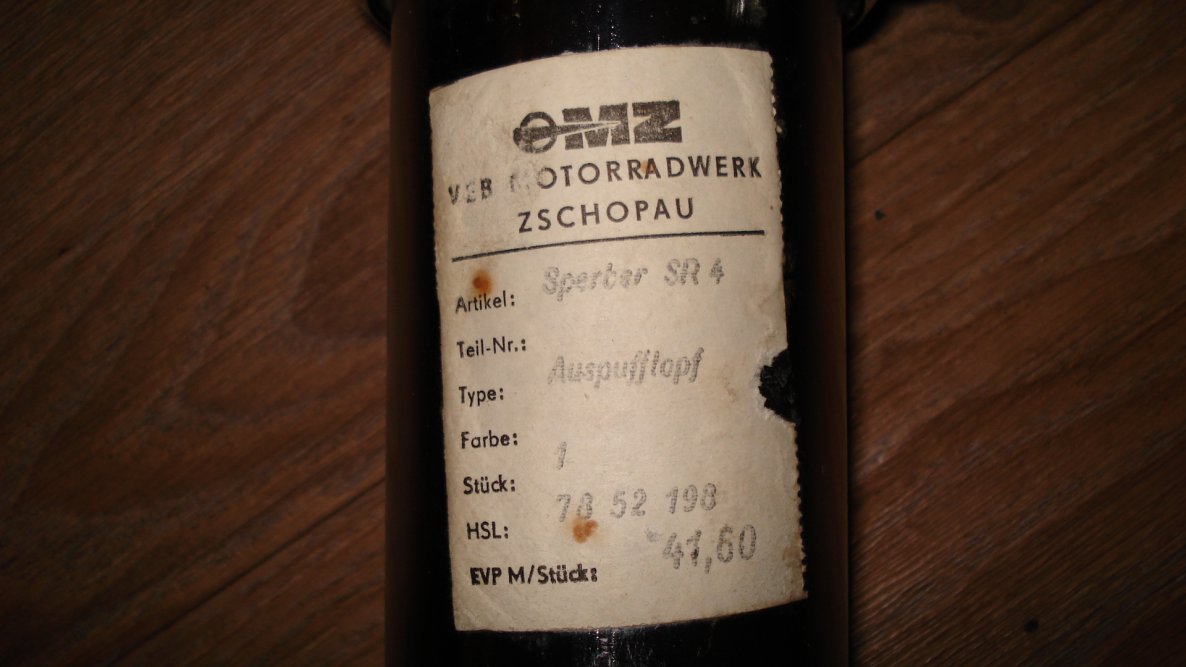 MZ
VEB MOTORRADWERK
ZSCHOPAU
Artikel: Sperber SR 4
Teil-Nr.:
Type: Auspufftopf
Farbe:
Stück: 1
HSL: 78 52 198
EVP M/Stück: 41,60